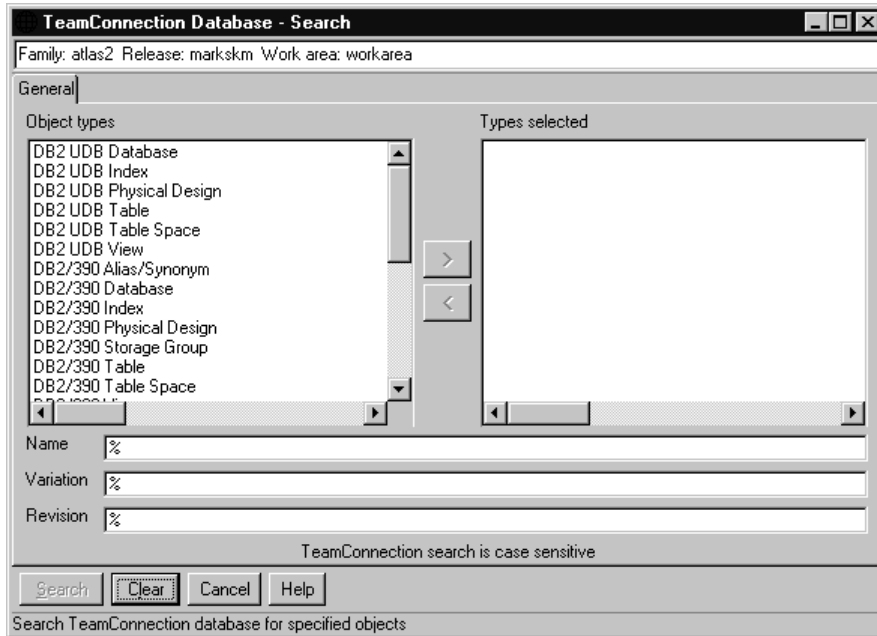 TeamConnection Database - Search
Family: atlas2 Release: markskm Work area: workarea
General
Object types
Types selected
DB2 UDB Database
DB2 UDB Index
DB2 UDB Physical Design
DB2 UDB Table
DB2 UDB Table Space
DB2 UDB View
DB2/390 Alias/Synonym
DB2/390 Database
DB2/390 Index
DB2/390 Physical Design
DB2/390 Storage Group
DB2/390 Table
DB2/390 Table Space
>
<
Name %
Variation %
Revision %
TeamConnection search is case sensitive
Search Clear Cancel Help
Search TeamConnection database for specified objects